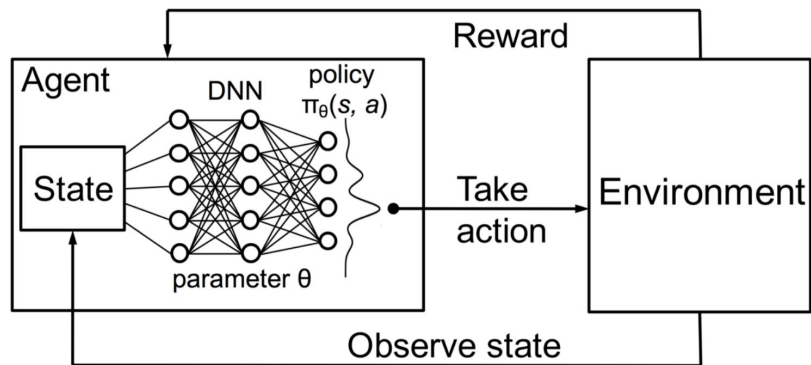 Reward
Agent
policy
DNN
πθ(s, a)
State
Take
action
Environment
parameter θ
Observe state